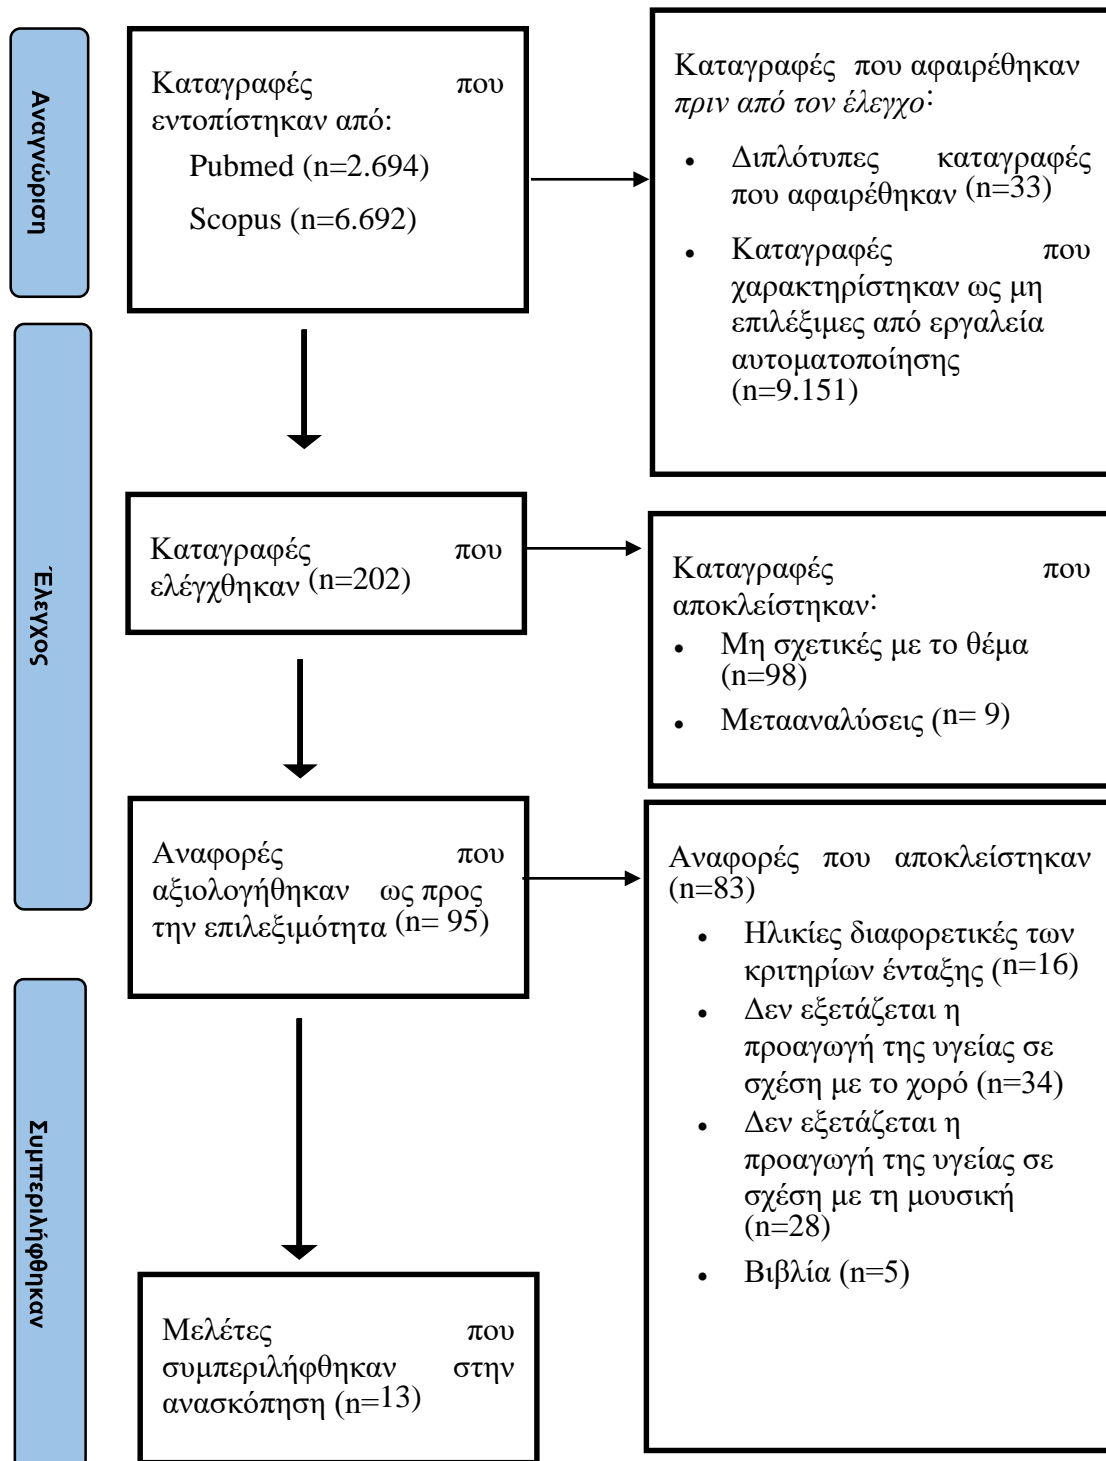 Αναγνώριση
Καταγραφές που
εντοπίστηκαν από:
Pubmed (n=2.694)
Scopus (n=6.692)
Καταγραφές που αφαιρέθηκαν
πριν από τον έλεγχο:
• Διπλότυπες καταγραφές
που αφαιρέθηκαν (n=33)
• Καταγραφές που
χαρακτηρίστηκαν ως μη
επιλέξιμες από εργαλεία
αυτοματοποίησης
(n=9.151)
Έλεγχος
Καταγραφές που
ελέγχθηκαν (n=202)
Καταγραφές που
αποκλείστηκαν:
• Μη σχετικές με το θέμα
(n=98)
• Μετααναλύσεις (n= 9)
Αναφορές που
αξιολογήθηκαν ως προς
την επιλεξιμότητα (n= 95)
Αναφορές που αποκλείστηκαν
(n=83)
• Ηλικίες διαφορετικές των
κριτηρίων ένταξης (n=16)
• Δεν εξετάζεται η
προαγωγή της υγείας σε
σχέση με το χορό (n=34)
• Δεν εξετάζεται η
προαγωγή της υγείας σε
σχέση με τη μουσική
(n=28)
• Βιβλία (n=5)
Συμπεριλήφθηκαν
Μελέτες που
συμπεριλήφθηκαν στην
ανασκόπηση (n=13)